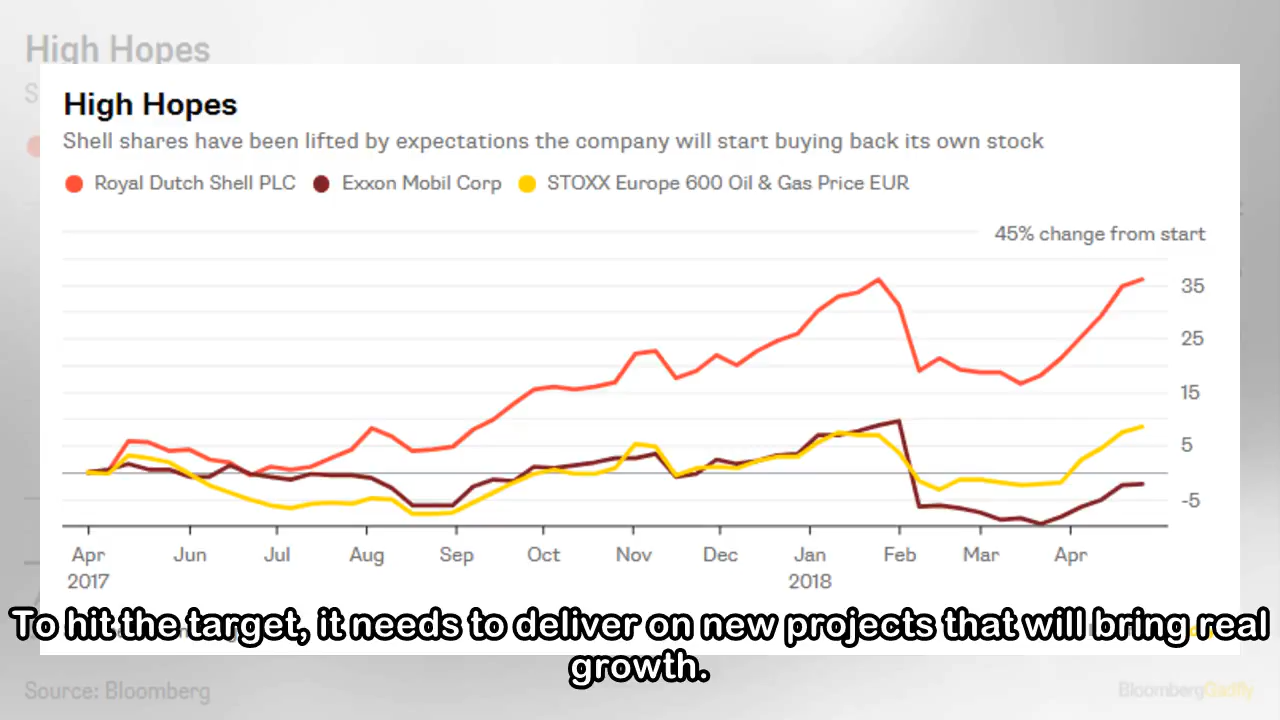 High Hopes
S
High Hopes
Shell shares have been lifted by expectations the company will start buying back its own stock
Royal Dutch Shell PLC Exxon Mobil Corp STOXX Europe 600 Oil & Gas Price EUR
45% change from start
35
25
15
5
-5
Apr Jun Jul Aug Sep Oct Nov Dec Jan Feb Mar Apr
2017 2018
To hit the target, it needs to deliver on new projects that will bring real
growth.
Source: Bloomberg BloombergGadfly